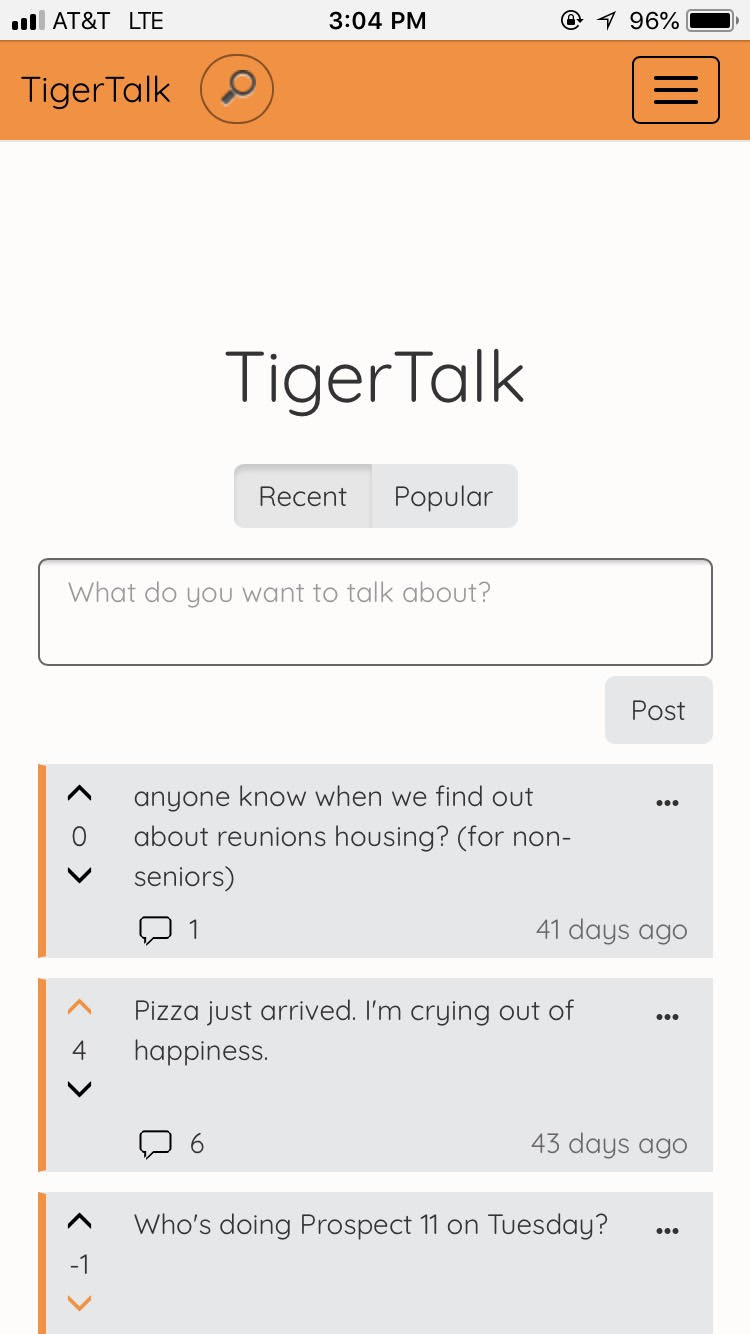 AT&T LTE 3:04 PM 96%
TigerTalk
TigerTalk
Recent Popular
What do you want to talk about?
Post
anyone know when we find out
0 about reunions housing? (for non-
seniors)
1 41 days ago
Pizza just arrived. I'm crying out of
4 happiness.
6 43 days ago
Who's doing Prospect 11 on Tuesday?
-1